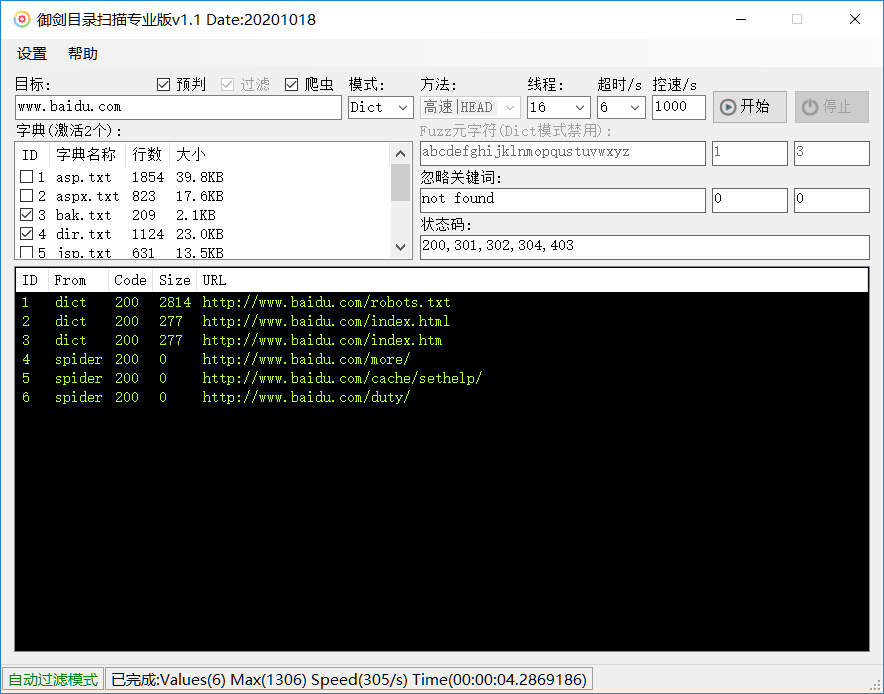 御剑目录扫描专业版v1.1 Date:20201018
设置 帮助
目标: 预判 过滤 爬虫 模式: 方法: 线程: 超时/s 控速/s
www.baidu.com Dict 高速|HEAD 16 6 1000 开始 停止
字典(激活2个): Fuzz元字符(Dict模式禁用):
ID 字典名称 行数 大小 abcdefghijklnmopqustuvwxyz 1 3
1 asp.txt 1854 39.8KB 忽略关键词:
2 aspx.txt 823 17.6KB not found 0 0
3 bak.txt 209 2.1KB 状态码:
4 dir.txt 1124 23.0KB 200,301,302,304,403
5 jsp.txt 631 13.5KB
ID From Code Size URL
1 dict 200 2814 http://www.baidu.com/robots.txt
2 dict 200 277 http://www.baidu.com/index.html
3 dict 200 277 http://www.baidu.com/index.htm
4 spider 200 0 http://www.baidu.com/more/
5 spider 200 0 http://www.baidu.com/cache/sethelp/
6 spider 200 0 http://www.baidu.com/duty/
自动过滤模式 已完成:Values(6) Max(1306) Speed(305/s) Time(00:00:04.2869186)